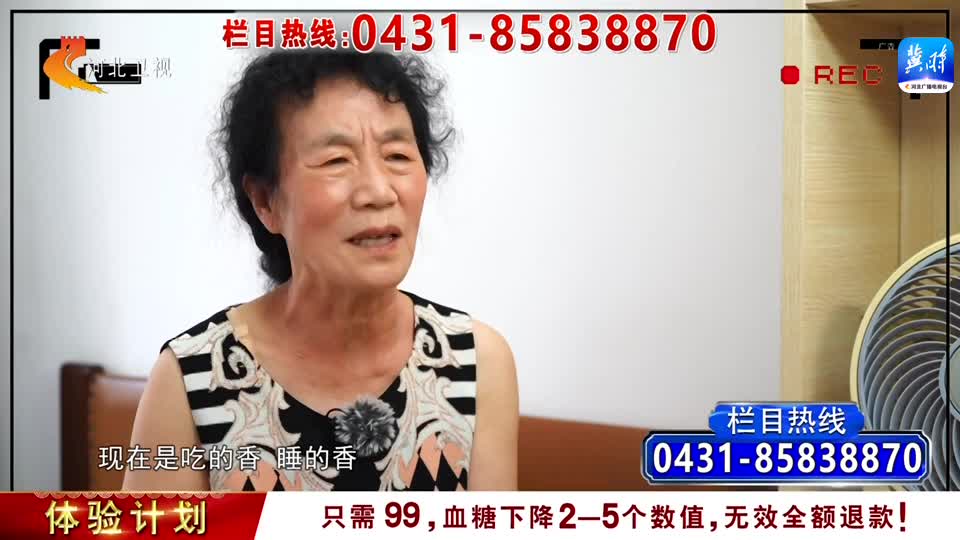 栏目热线:0431-85838870
河北卫视
REC
冀时
河北广播电视台
现在是吃的香 睡的香
栏目热线
0431-85838870
体验计划
只需 99,血糖下降2—5个数值,无效全额退款!